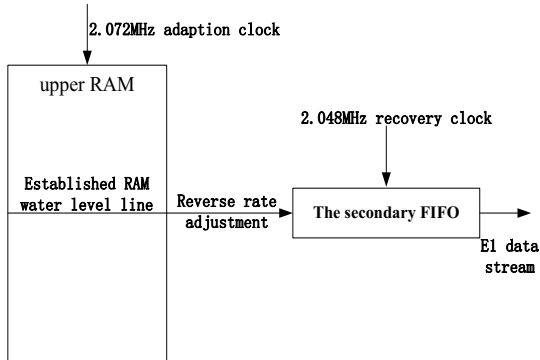 2.072MHz adaption clock
upper RAM
2.048MHz recovery clock
Established RAM
water level line
Reverse rate
adjustment
The secondary FIFO
E1 data
stream